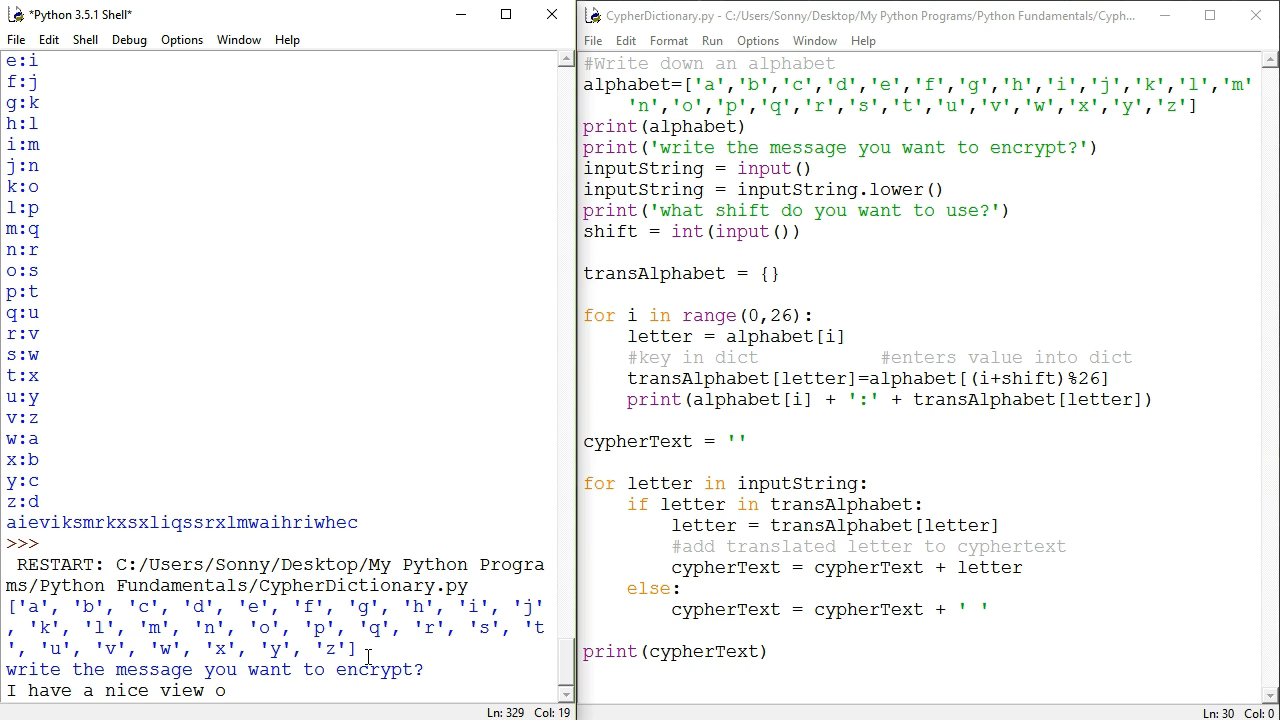 *Python 3.5.1 Shell*
File Edit Shell Debug Options Window Help
e:i
f:j
g:k
h:l
i:m
j:n
k:o
l:p
m:q
n:r
o:s
p:t
q:u
r:v
s:w
t:x
u:y
v:z
w:a
x:b
y:c
z:d
aieviksmrkxsxliqssrxlmwaihriwhec
>>>
RESTART: C:/Users/Sonny/Desktop/My Python Progra
ms/Python Fundamentals/CypherDictionary.py
['a', 'b', 'c', 'd', 'e', 'f', 'g', 'h', 'i', 'j'
, 'k', 'l', 'm', 'n', 'o', 'p', 'q', 'r', 's', 't
', 'u', 'v', 'w', 'x', 'y', 'z']
write the message you want to encrypt?
I have a nice view o
Ln: 329 Col: 19
CypherDictionary.py - C:/Users/Sonny/Desktop/My Python Programs/Python Fundamentals/Cyph...
File Edit Format Run Options Window Help
#Write down an alphabet
alphabet=['a','b','c','d','e','f','g','h','i','j','k','l','m'
'n','o','p','q','r','s','t','u','v','w','x','y','z']
print(alphabet)
print('write the message you want to encrypt?')
inputString = input()
inputString = inputString.lower()
print('what shift do you want to use?')
shift = int(input())
transAlphabet = {}
for i in range(0,26):
letter = alphabet[i]
#key in dict #enters value into dict
transAlphabet[letter]=alphabet[(i+shift)%26]
print(alphabet[i] + ':' + transAlphabet[letter])
cypherText = ''
for letter in inputString:
if letter in transAlphabet:
letter = transAlphabet[letter]
#add translated letter to cyphertext
cypherText = cypherText + letter
else:
cypherText = cypherText + ' '
print(cypherText)
Ln: 30 Col: 0